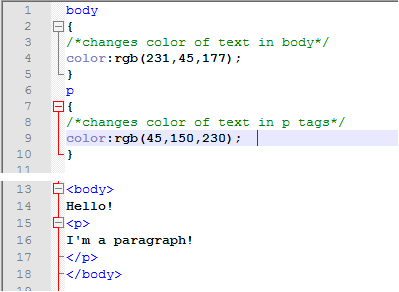 1 body
2 {
3 /*changes color of text in body*/
4 color:rgb(231,45,177);
5 }
6 p
7 {
8 /*changes color of text in p tags*/
9 color:rgb(45,150,230);
10 }
11
13 <body>
14 Hello!
15 <p>
16 I'm a paragraph!
17 </p>
18 </body>
19